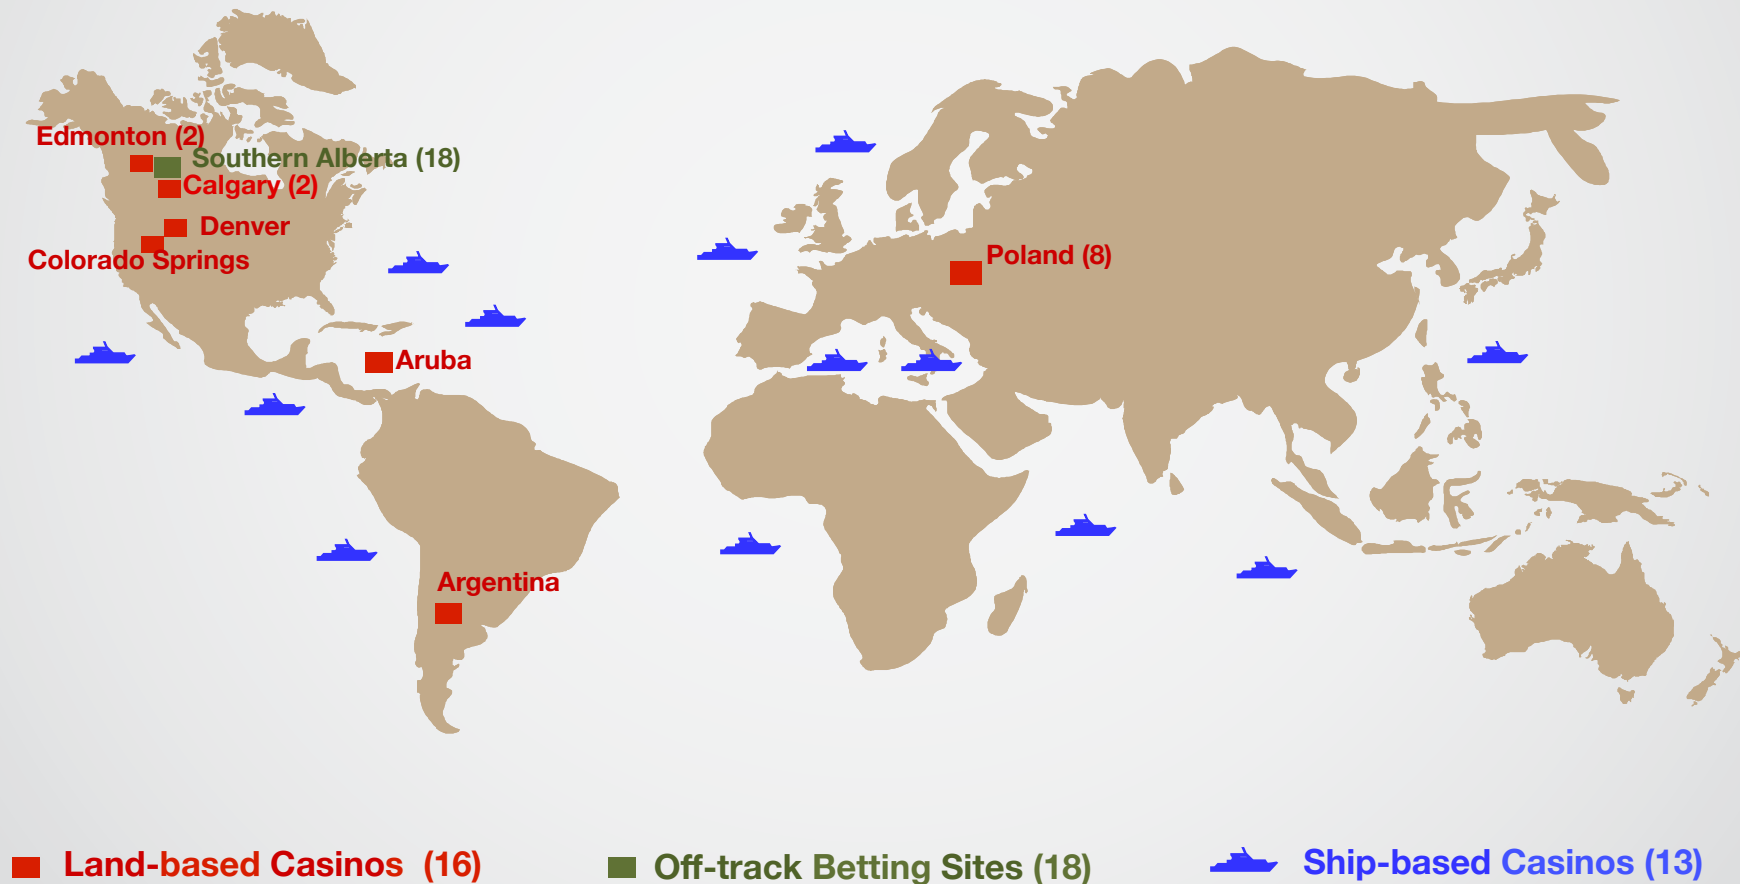 Edmonton (2)
Southern Alberta (18)
Calgary (2)
Denver
Colorado Springs
Poland (8)
Aruba
Argentina
Land-based Casinos (16)
Off-track Betting Sites (18)
Ship-based Casinos (13)